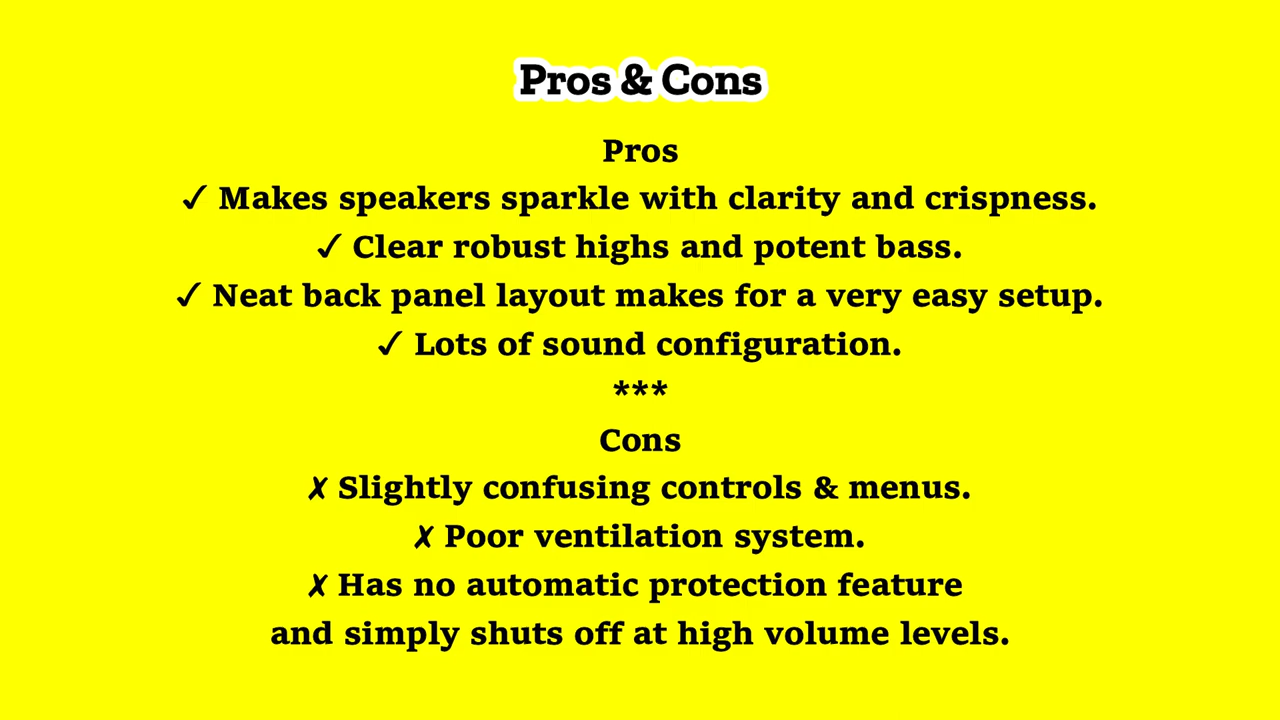 Pros & Cons
Pros
✓ Makes speakers sparkle with clarity and crispness.
✓ Clear robust highs and potent bass.
✓ Neat back panel layout makes for a very easy setup.
✓ Lots of sound configuration.
***
Cons
✗ Slightly confusing controls & menus.
✗ Poor ventilation system.
✗ Has no automatic protection feature
and simply shuts off at high volume levels.